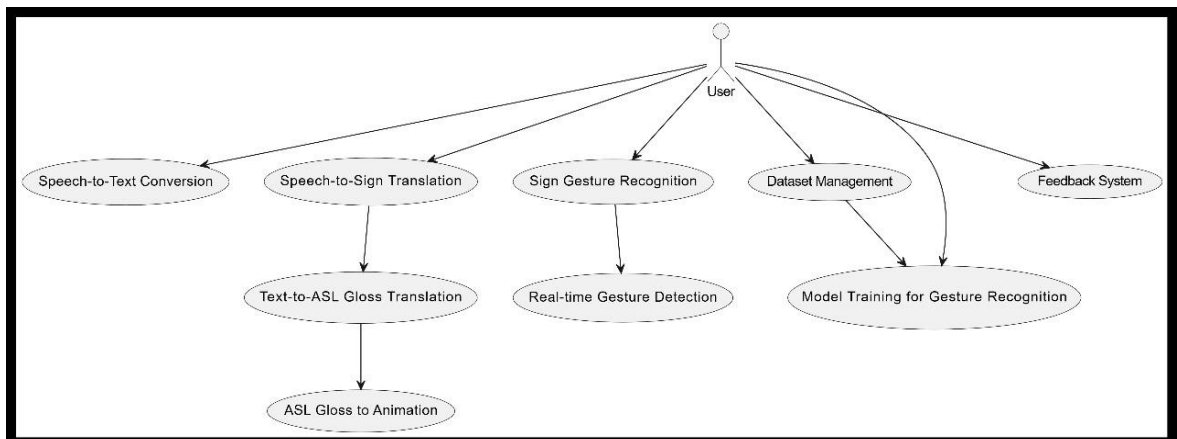 User
Speech-to-Text Conversion
Speech-to-Sign Translation
Sign Gesture Recognition
Dataset Management
Feedback System
Text-to-ASL Gloss Translation
Real-time Gesture Detection
Model Training for Gesture Recognition
ASL Gloss to Animation